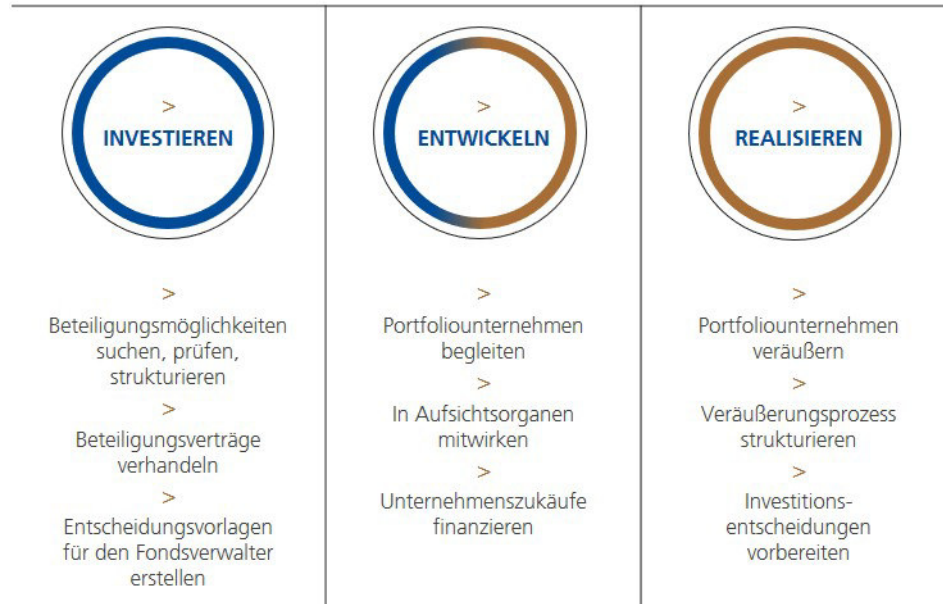 >
INVESTIEREN
>
Beteiligungsmöglichkeiten
suchen, prüfen,
strukturieren
>
Beteiligungsverträge
verhandeln
>
Entscheidungsvorlagen
für den Fondsverwalter
erstellen
>
ENTWICKELN
>
Portfoliounternehmen
begleiten
>
In Aufsichtsorganen
mitwirken
>
Unternehmenszukäufe
finanzieren
>
REALISIEREN
>
Portfoliounternehmen
veräußern
>
Veräußerungsprozess
strukturieren
>
Investitions-
entscheidungen
vorbereiten